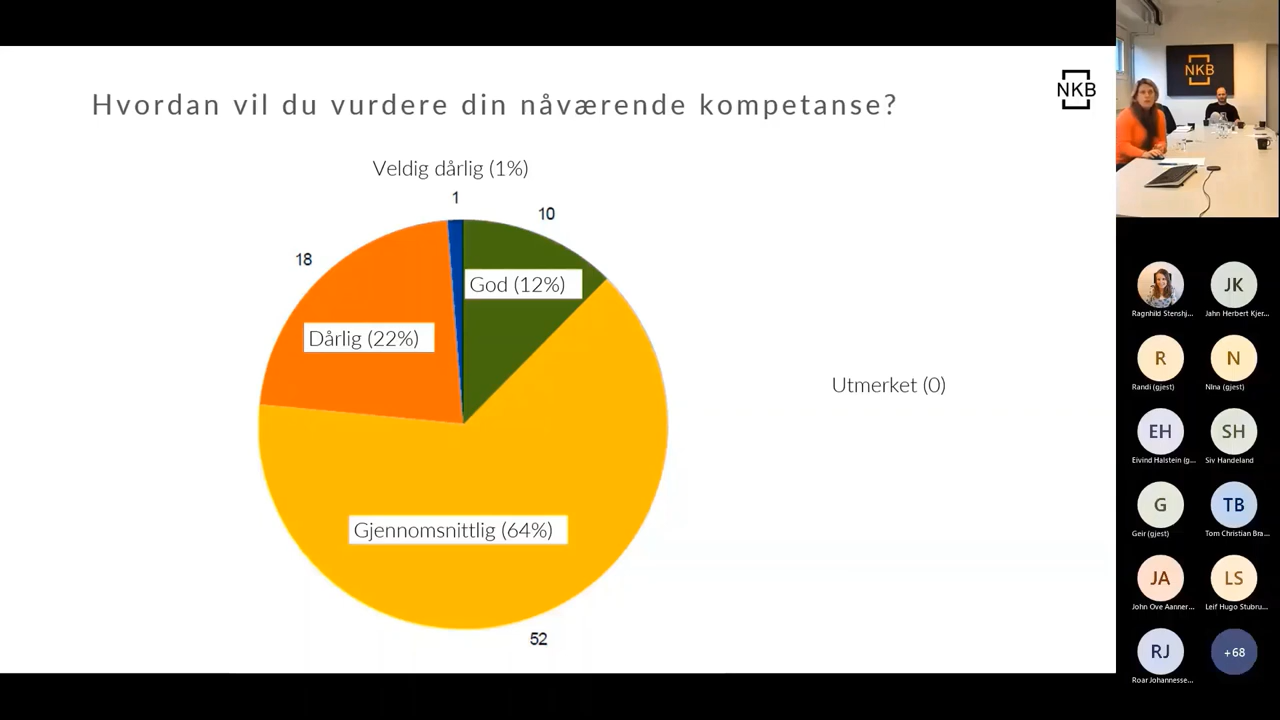 Hvordan vil du vurdere din nåværende kompetanse?
NKB
NKB
Veldig dårlig (1%)
1
10
18
God (12%)
Dårlig (22%)
Utmerket (0)
Gjennomsnittlig (64%)
52
JK
Ragnhild Stenshj...
Jahn Herbert Kjer...
R
N
Randi (gjest)
NIna (gjest)
EH
SH
Eivind Halstein (g...
Siv Handeland
G
TB
Geir (gjest)
Tom Christian Bra...
JA
LS
John Ove Aanner...
Leif Hugo Stubru...
RJ
+68
Roar Johannesse...